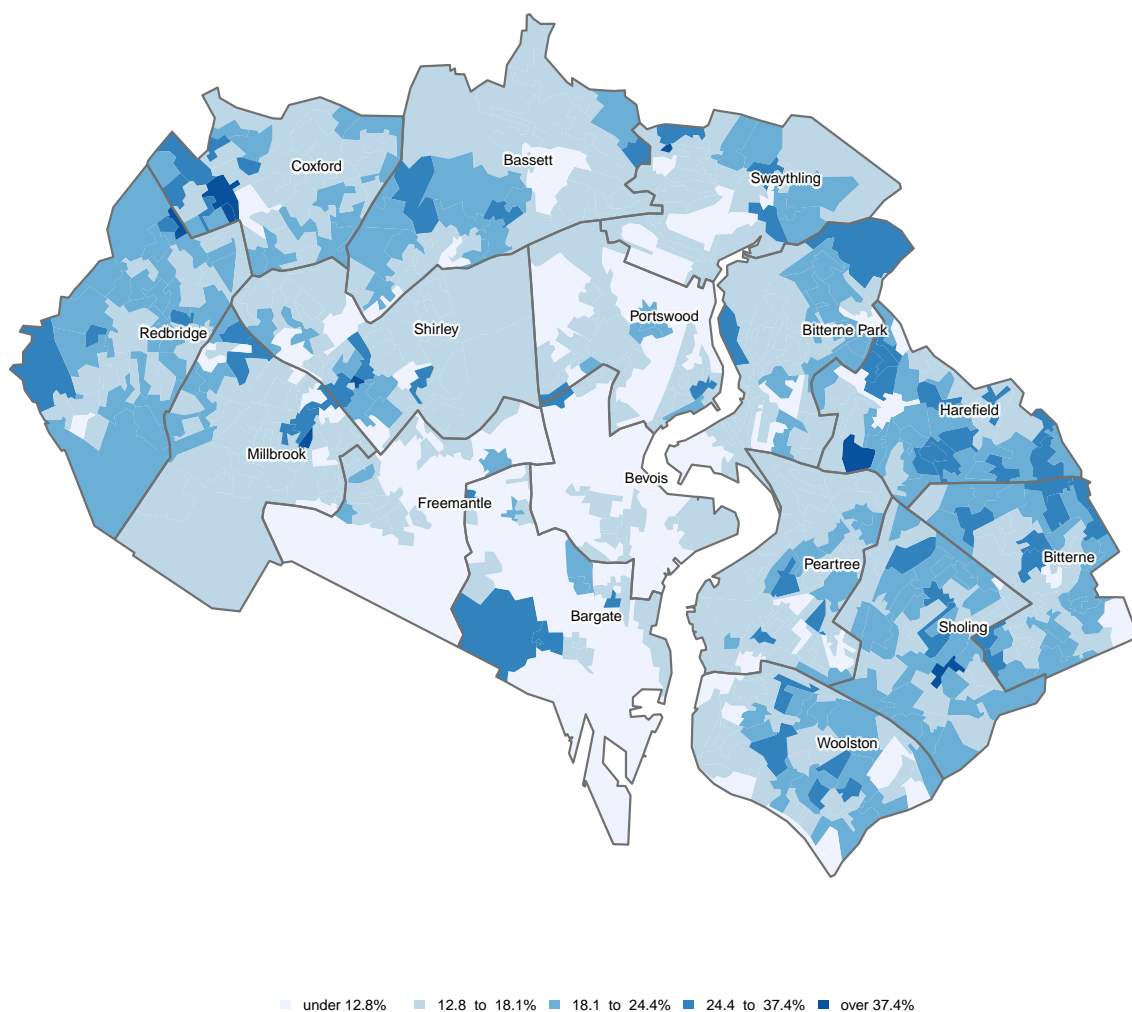 Coxford
Bassett
Swaythling
Redbridge
Shirley
Portswood
Bitterne Park
Harefield
Millbrook
Freemantle
Bevois
Peartree
Bitterne
Bargate
Sholing
Woolston
under 12.8% 12.8 to 18.1% 18.1 to 24.4% 24.4 to 37.4% over 37.4%